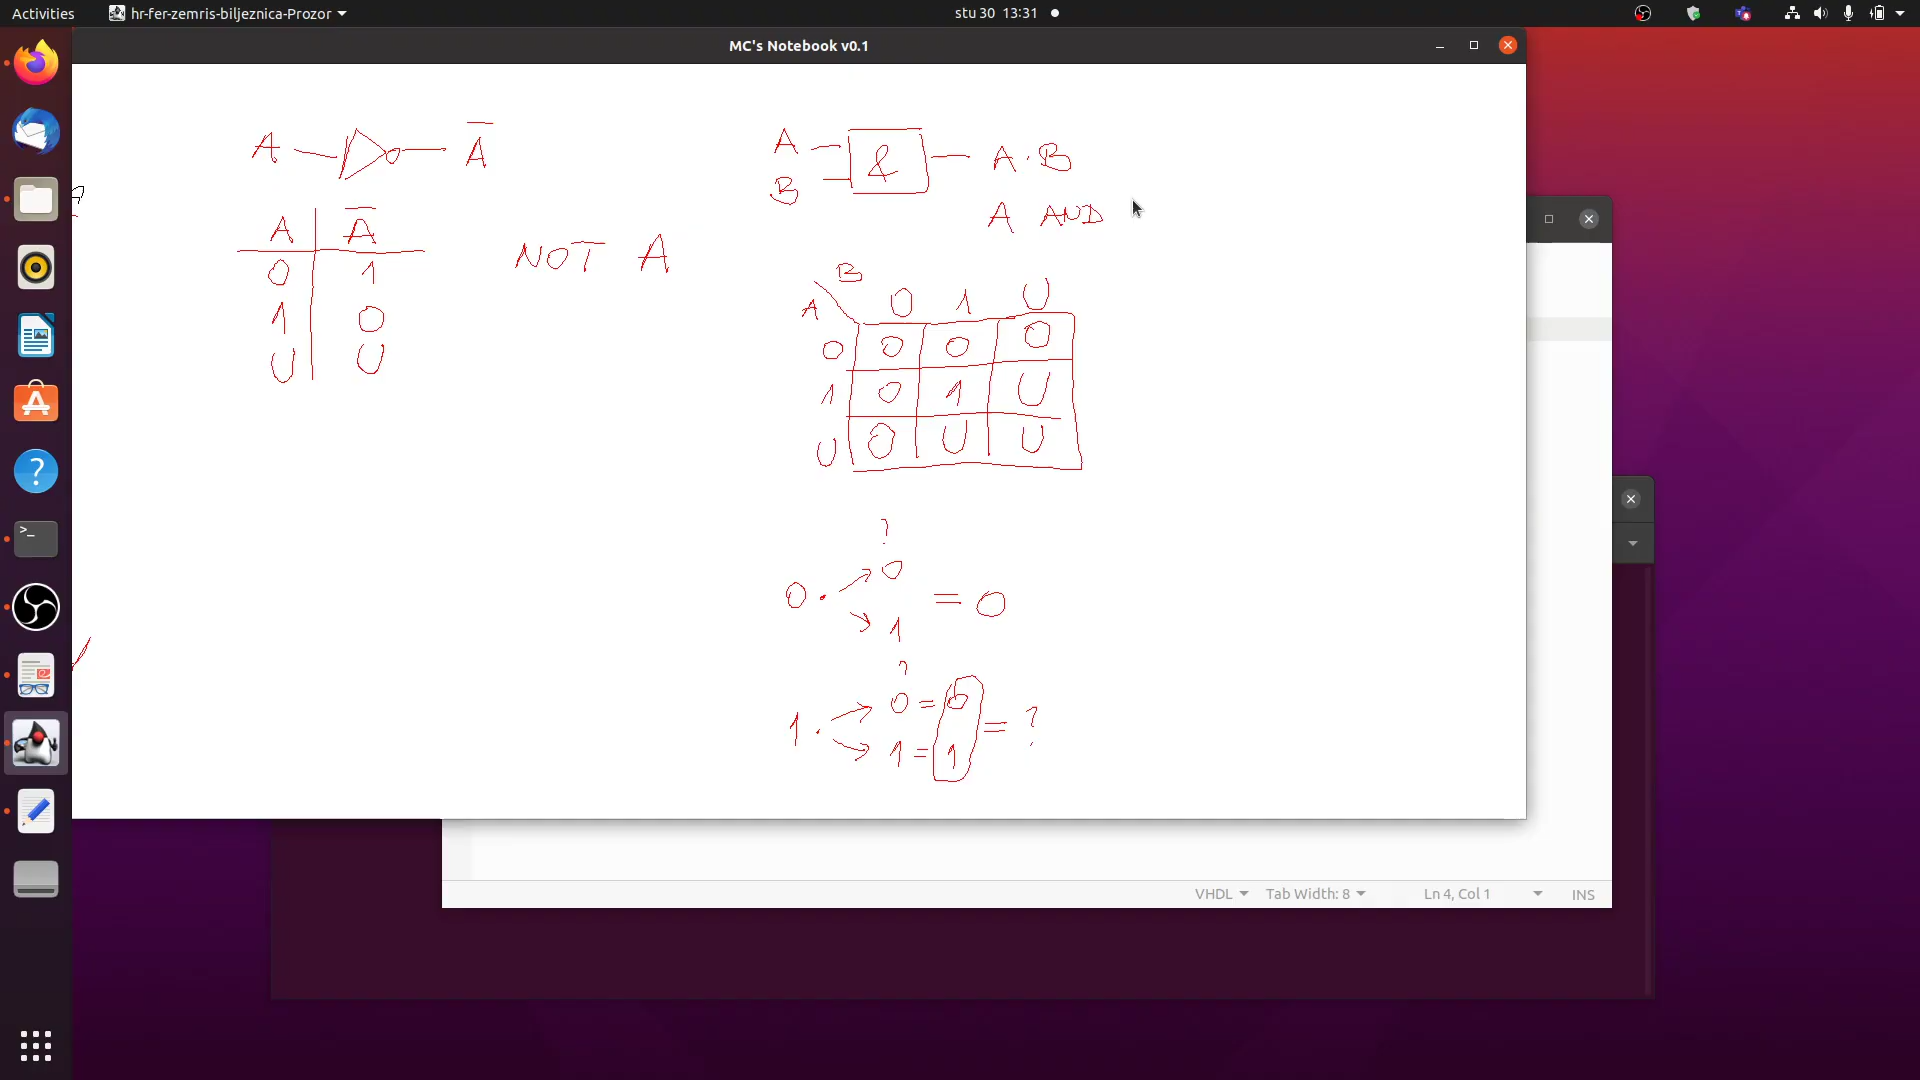 Activities
hr-fer-zemris-biljeznica-Prozor
stu 30 13:31
MC's Notebook v0.1
A
A
A A
0 1
1 0
U U
NOT A
A
B
&
A · B
A AND
B
A
0 1 U
0 0 0 0
1 0 1 U
U 0 U U
?
0 · 0
1
= 0
?
1 · 0 = 0
1 = 1
= ?
VHDL
Tab Width: 8
Ln 4, Col 1
INS